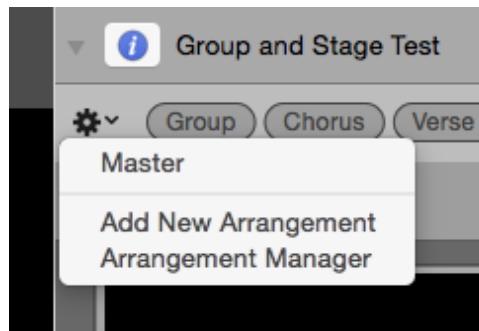 Group and Stage Test
Group Chorus Verse
Master
Add New Arrangement
Arrangement Manager